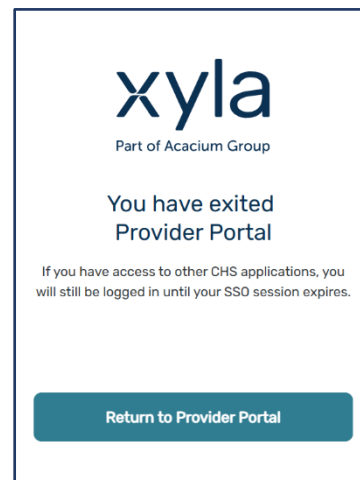 xyla
Part of Acacium Group
You have exited
Provider Portal
If you have access to other CHS applications, you
will still be logged in until your SSO session expires.
Return to Provider Portal